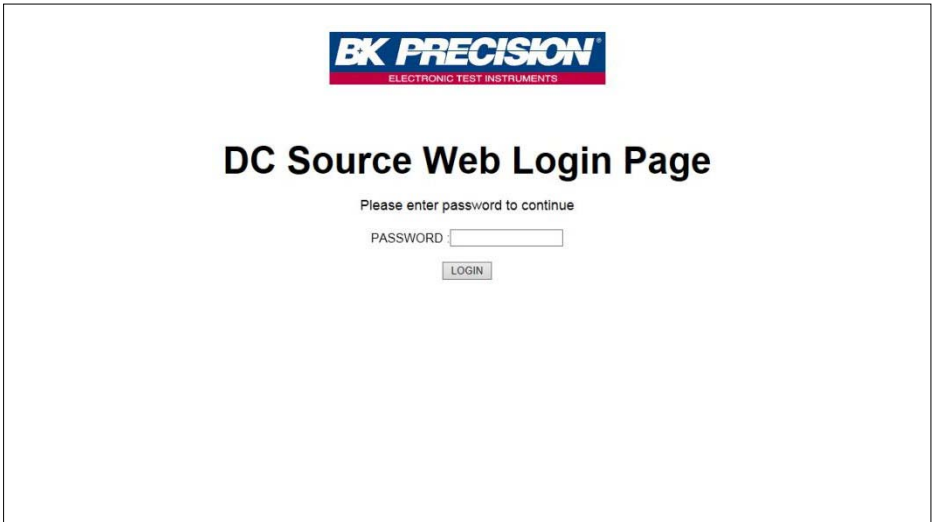 BK PRECISION®
ELECTRONIC TEST INSTRUMENTS
DC Source Web Login Page
Please enter password to continue
PASSWORD :
LOGIN